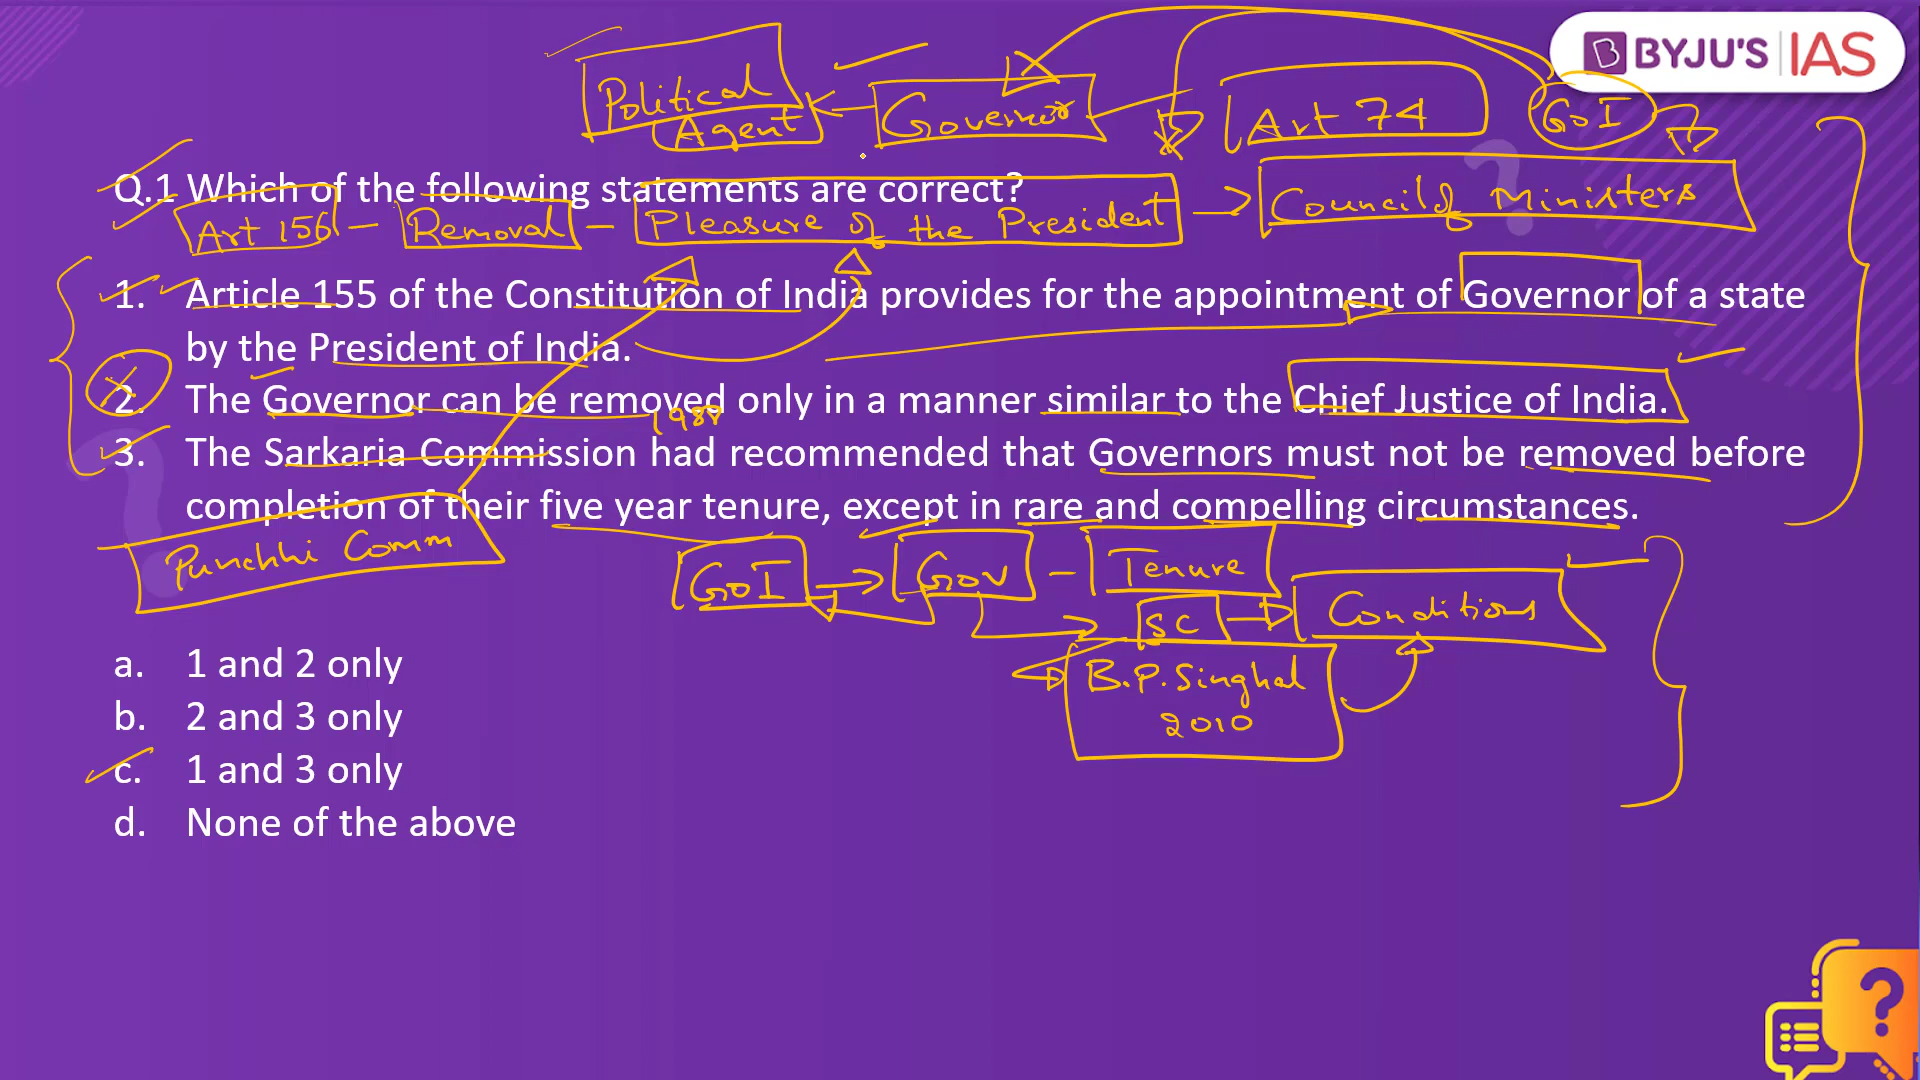 BYJU'S IAS
Political Agent
Governor
Art 74
GoI
Q.1 Which of the following statements are correct?
Art 156 - Removal - Pleasure of the President → Council of Ministers
1. Article 155 of the Constitution of India provides for the appointment of Governor of a state
by the President of India.
2. The Governor can be removed only in a manner similar to the Chief Justice of India.
1988
3. The Sarkaria Commission had recommended that Governors must not be removed before
completion of their five year tenure, except in rare and compelling circumstances.
Punchhi Comm
GoI → Gov - Tenure
SC → Conditions
B.P. Singhal
2010
a. 1 and 2 only
b. 2 and 3 only
c. 1 and 3 only
d. None of the above